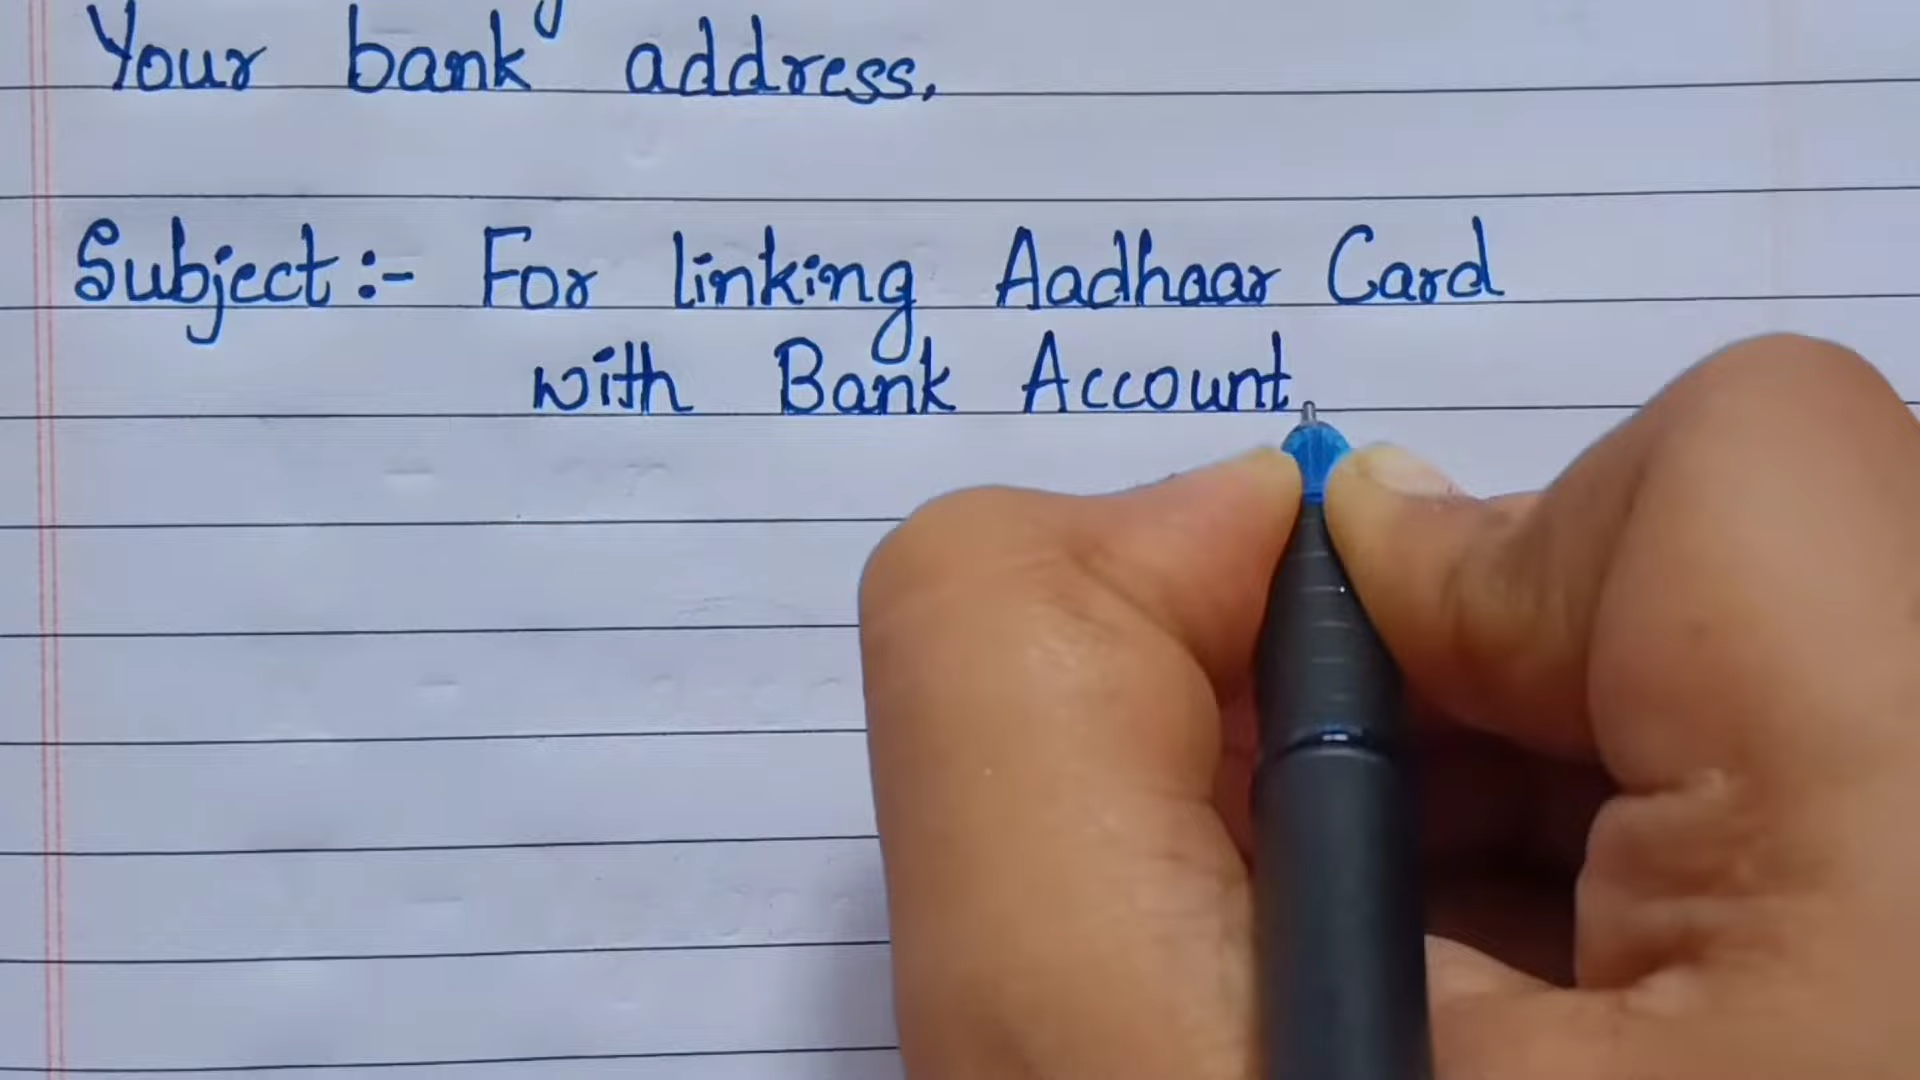 Your bank address,
Subject:- For linking Aadhaar Card
with Bank Account.